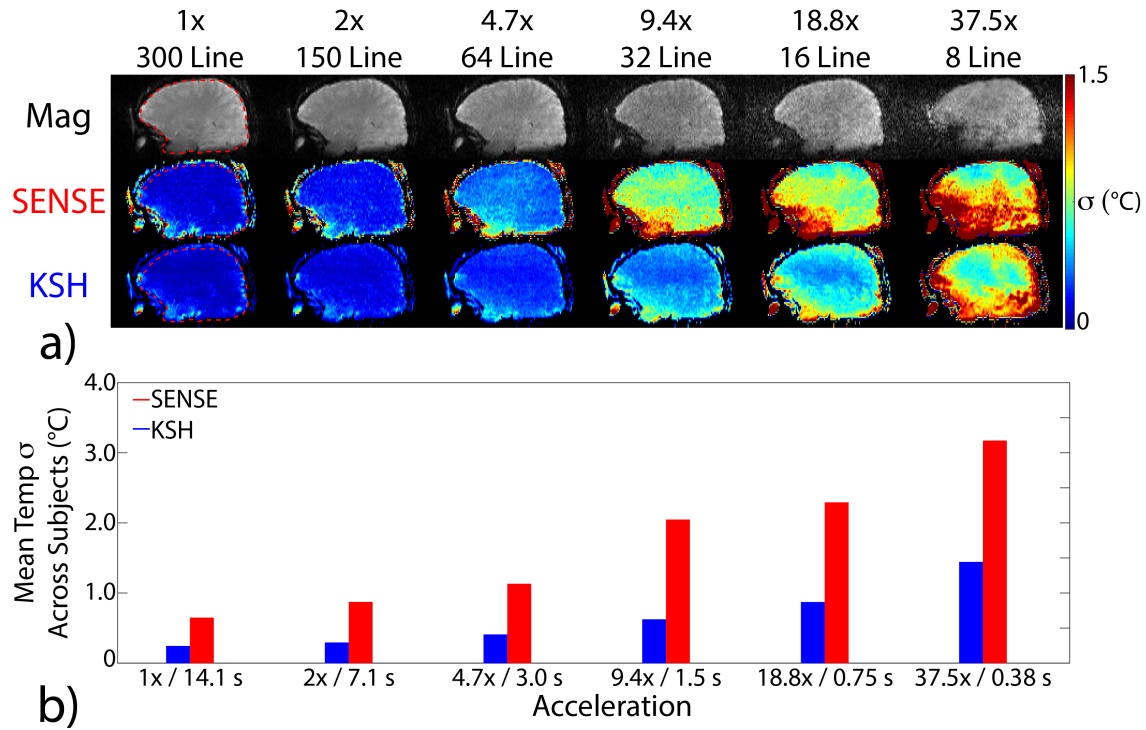 1x 2x 4.7x 9.4x 18.8x 37.5x
300 Line 150 Line 64 Line 32 Line 16 Line 8 Line
Mag
SENSE
KSH
1.5
σ (°C)
0
a)
Mean Temp σ
Across Subjects (°C)
4.0
3.0
2.0
1.0
0
SENSE
KSH
1x / 14.1 s 2x / 7.1 s 4.7x / 3.0 s 9.4x / 1.5 s 18.8x / 0.75 s 37.5x / 0.38 s
Acceleration
b)